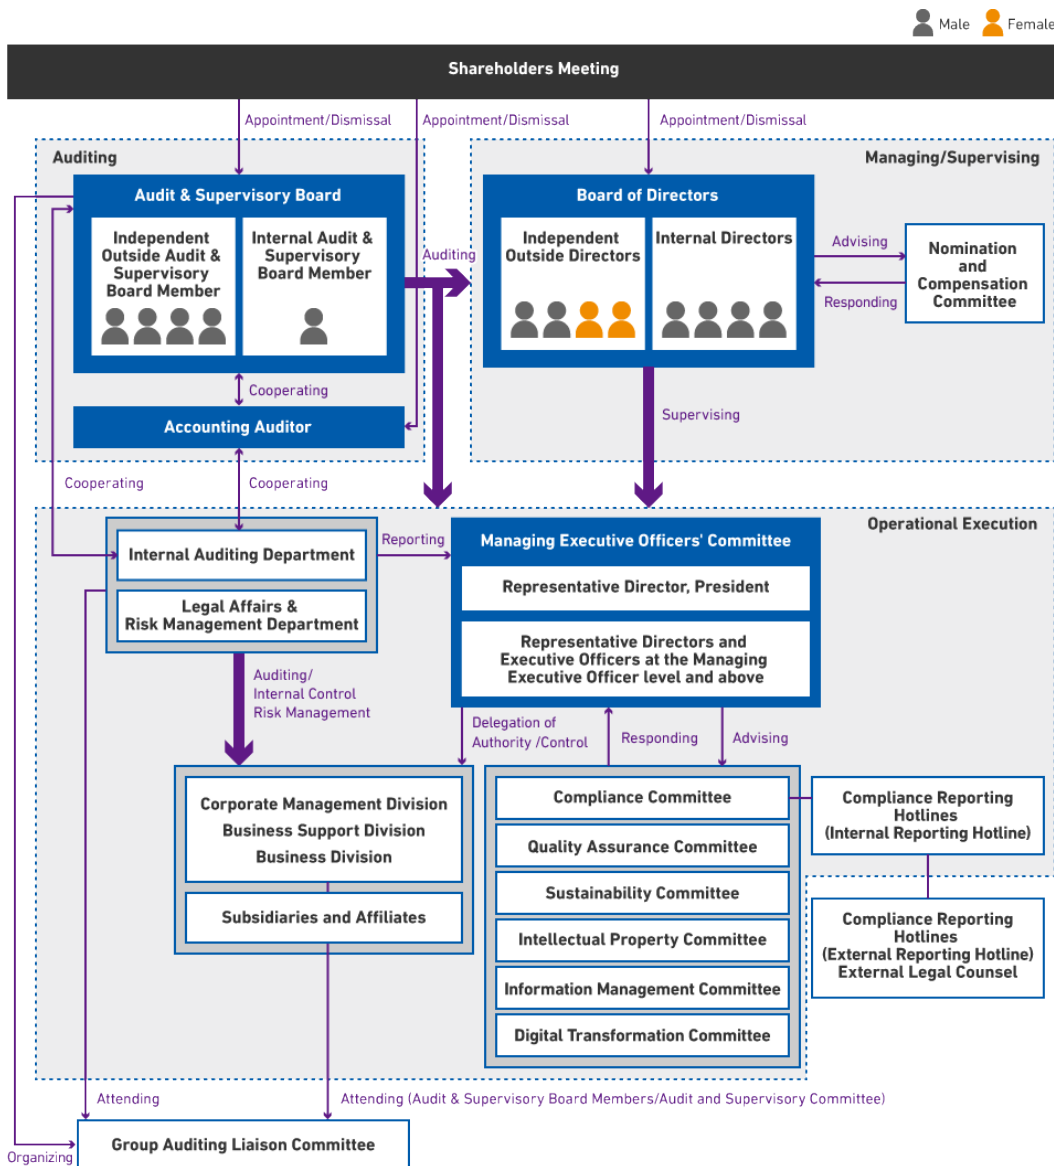 Male
Female
Shareholders Meeting
Appointment/Dismissal
Appointment/Dismissal
Appointment/Dismissal
Auditing
Managing/Supervising
Audit & Supervisory Board
Independent
Outside Audit &
Supervisory
Board Member
Internal Audit &
Supervisory
Board Member
Auditing
Board of Directors
Independent
Outside Directors
Internal Directors
Advising
Responding
Nomination
and
Compensation
Committee
Cooperating
Accounting Auditor
Supervising
Cooperating
Cooperating
Operational Execution
Internal Auditing Department
Legal Affairs &
Risk Management Department
Reporting
Managing Executive Officers' Committee
Representative Director, President
Representative Directors and
Executive Officers at the Managing
Executive Officer level and above
Auditing/
Internal Control
Risk Management
Delegation of
Authority /Control
Responding
Advising
Corporate Management Division
Business Support Division
Business Division
Subsidiaries and Affiliates
Compliance Committee
Quality Assurance Committee
Sustainability Committee
Intellectual Property Committee
Information Management Committee
Digital Transformation Committee
Compliance Reporting
Hotlines
(Internal Reporting Hotline)
Compliance Reporting
Hotlines
(External Reporting Hotline)
External Legal Counsel
Attending
Attending (Audit & Supervisory Board Members/Audit and Supervisory Committee)
Organizing
Group Auditing Liaison Committee